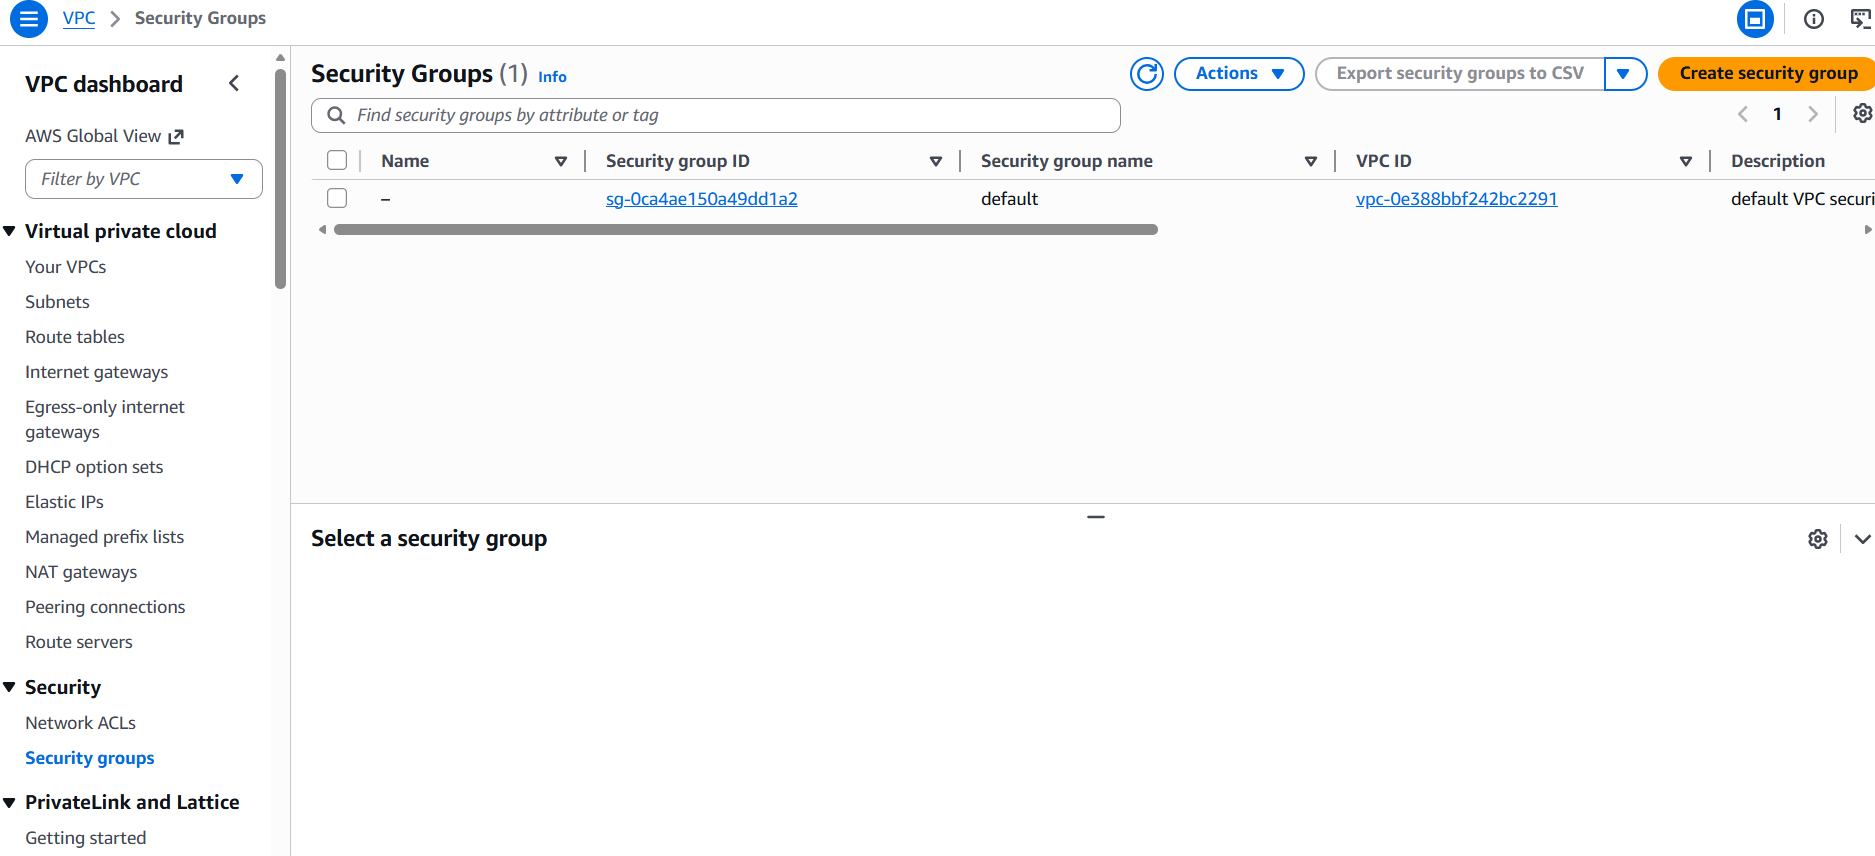 VPC > Security Groups
VPC dashboard
AWS Global View
Filter by VPC
Virtual private cloud
Your VPCs
Subnets
Route tables
Internet gateways
Egress-only internet
gateways
DHCP option sets
Elastic IPs
Managed prefix lists
NAT gateways
Peering connections
Route servers
Security
Network ACLs
Security groups
PrivateLink and Lattice
Getting started
Security Groups (1) Info
Actions
Export security groups to CSV
Create security group
Find security groups by attribute or tag
1
Name Security group ID Security group name VPC ID Description
– sg-0ca4ae150a49dd1a2 default vpc-0e388bbf242bc2291 default VPC securi
Select a security group